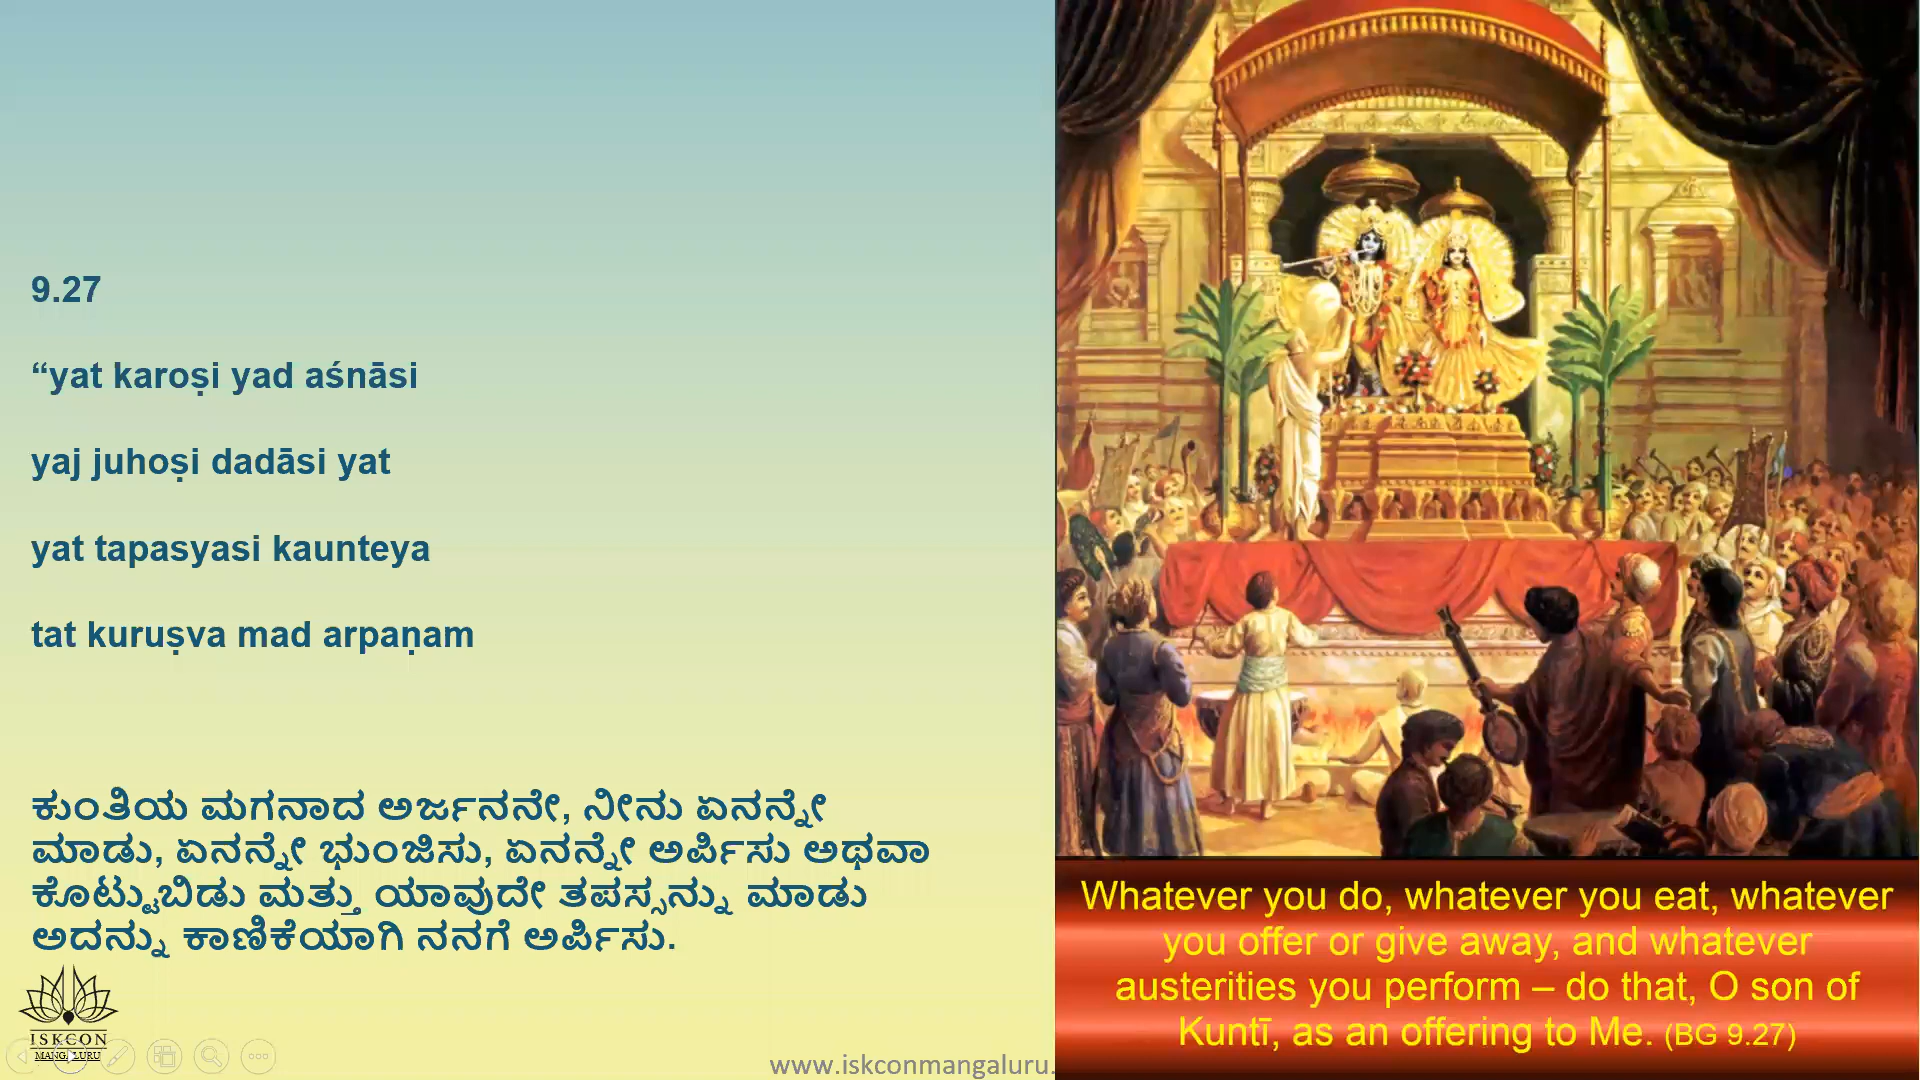 9.27
“yat karoṣi yad aśnāsi
yaj juhoṣi dadāsi yat
yat tapasyasi kaunteya
tat kuruṣva mad arpaṇam
ಕುಂತಿಯ ಮಗನಾದ ಅರ್ಜನನೇ, ನೀನು ಏನನ್ನೇ
ಮಾಡು, ಏನನ್ನೇ ಭುಂಜಿಸು, ಏನನ್ನೇ ಅರ್ಪಿಸು ಅಥವಾ
ಕೊಟ್ಟುಬಿಡು ಮತ್ತು ಯಾವುದೇ ತಪಸ್ಸನ್ನು ಮಾಡು
ಅದನ್ನು ಕಾಣಿಕೆಯಾಗಿ ನನಗೆ ಅರ್ಪಿಸು.
ISKCON
MANGALURU
www.iskconmangaluru.
Whatever you do, whatever you eat, whatever
you offer or give away, and whatever
austerities you perform – do that, O son of
Kuntī, as an offering to Me. (BG 9.27)